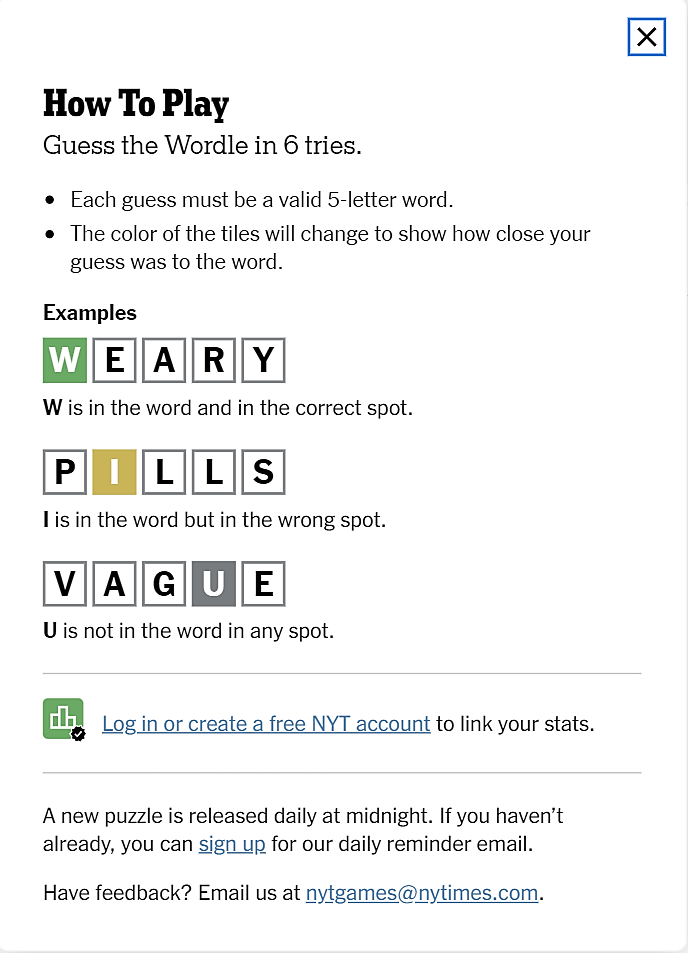 How To Play
Guess the Wordle in 6 tries.
• Each guess must be a valid 5-letter word.
• The color of the tiles will change to show how close your
guess was to the word.
Examples
W E A R Y
W is in the word and in the correct spot.
P I L L S
I is in the word but in the wrong spot.
V A G U E
U is not in the word in any spot.
Log in or create a free NYT account to link your stats.
A new puzzle is released daily at midnight. If you haven’t
already, you can sign up for our daily reminder email.
Have feedback? Email us at nytgames@nytimes.com.